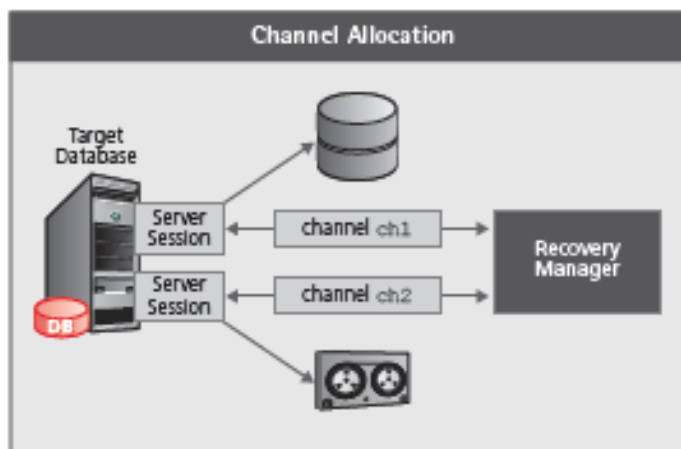 Channel Allocation
Target
Database
Server
Session
channel ch1
Recovery
Manager
Server
Session
channel ch2
DB